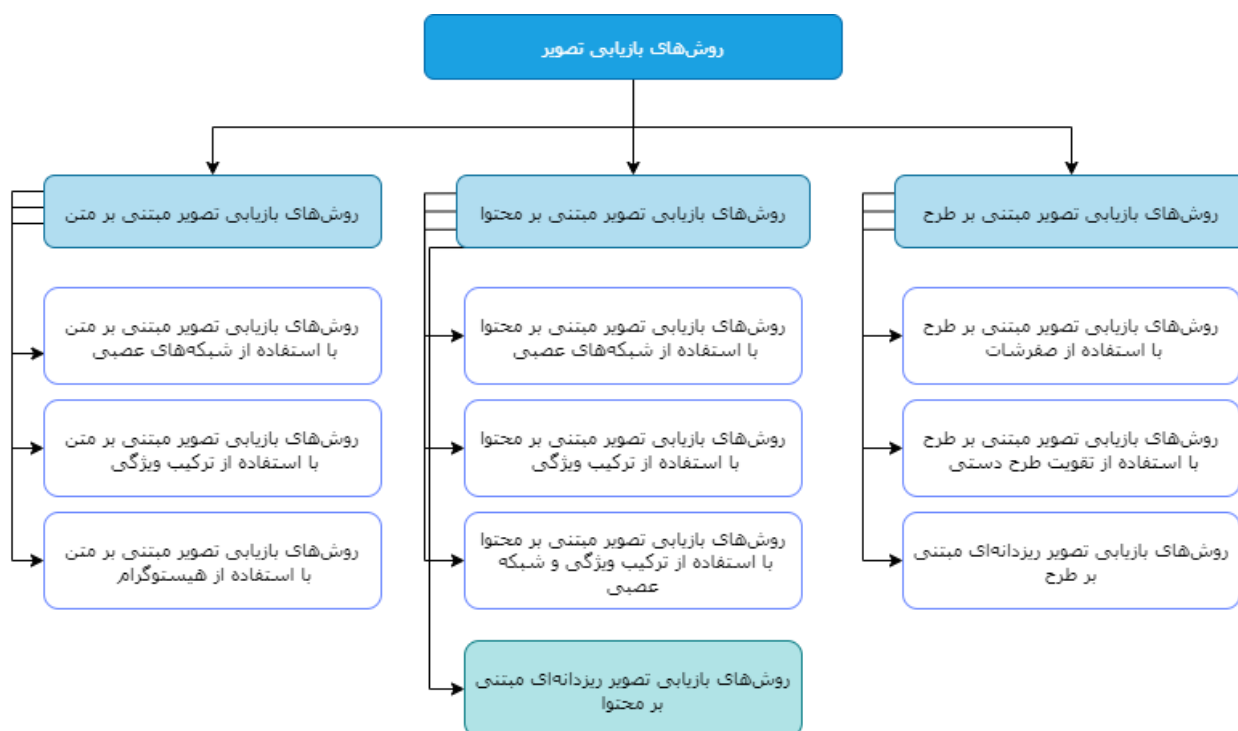 روش‌های بازیابی تصویر
روش‌های بازیابی تصویر مبتنی بر طرح
روش‌های بازیابی تصویر مبتنی بر محتوا
روش‌های بازیابی تصویر مبتنی بر متن
روش‌های بازیابی تصویر مبتنی بر طرح
با استفاده از صفرشات
روش‌های بازیابی تصویر مبتنی بر طرح
با استفاده از تقویت طرح دستی
روش‌های بازیابی تصویر ریزدانه‌ای مبتنی
بر طرح
روش‌های بازیابی تصویر مبتنی بر محتوا
با استفاده از شبکه‌های عصبی
روش‌های بازیابی تصویر مبتنی بر محتوا
با استفاده از ترکیب ویژگی
روش‌های بازیابی تصویر مبتنی بر محتوا
با استفاده از ترکیب ویژگی و شبکه
عصبی
روش‌های بازیابی تصویر ریزدانه‌ای مبتنی
بر محتوا
روش‌های بازیابی تصویر مبتنی بر متن
با استفاده از شبکه‌های عصبی
روش‌های بازیابی تصویر مبتنی بر متن
با استفاده از ترکیب ویژگی
روش‌های بازیابی تصویر مبتنی بر متن
با استفاده از هیستوگرام